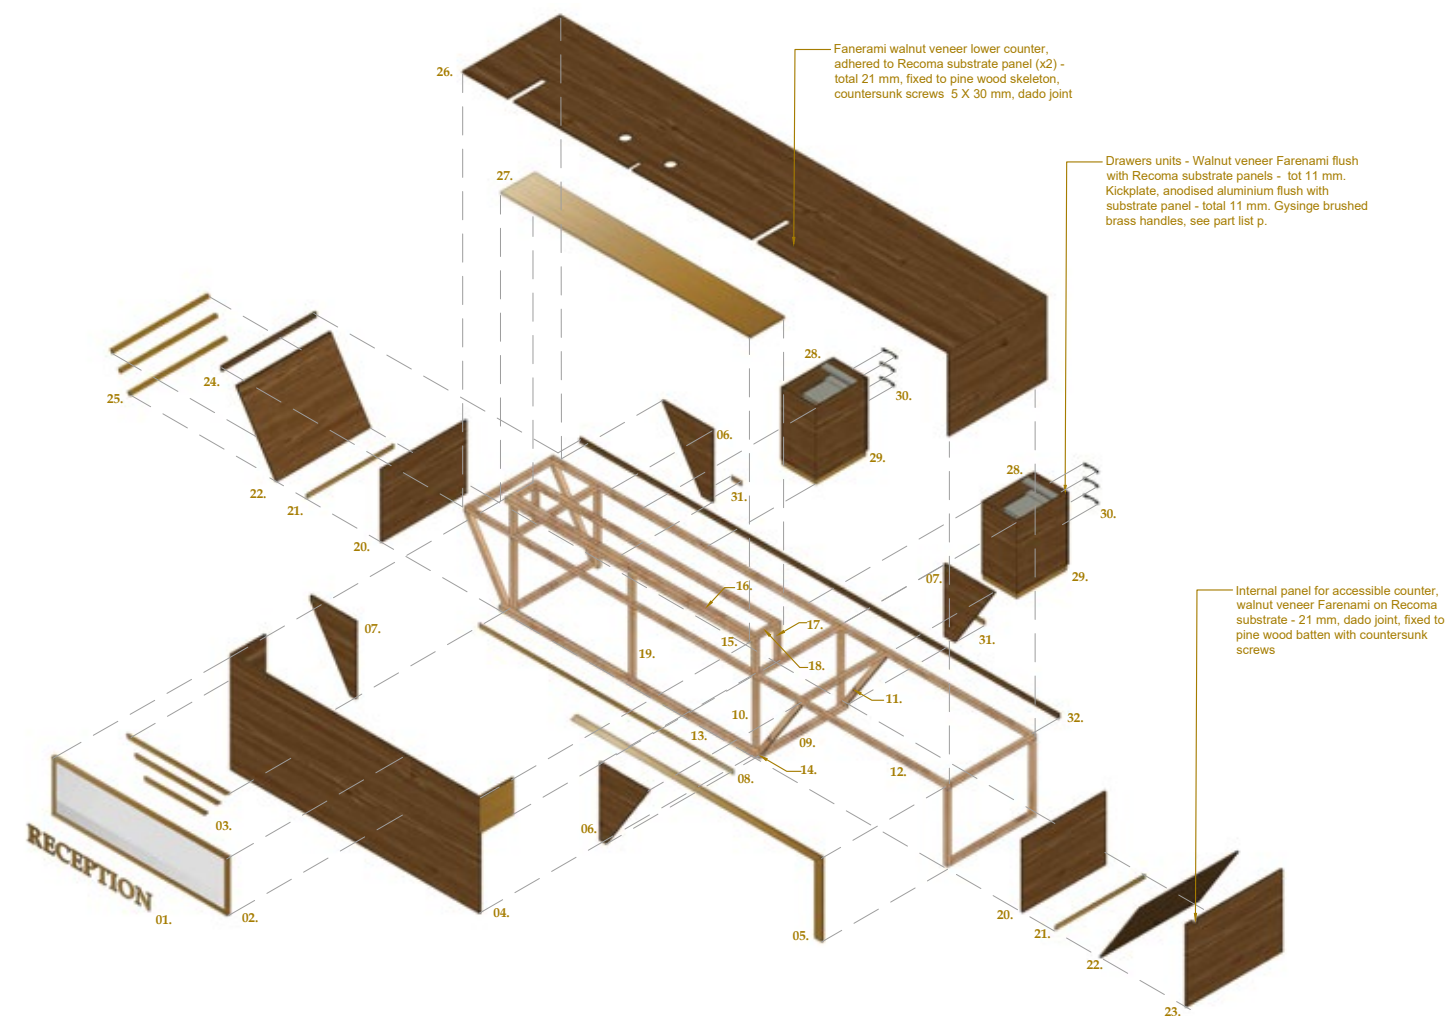 Fanerami walnut veneer lower counter,
adhered to Recoma substrate panel (x2) -
total 21 mm, fixed to pine wood skeleton,
countersunk screws 5 X 30 mm, dado joint
26.
Drawers units - Walnut veneer Farenami flush
with Recoma substrate panels - tot 11 mm.
Kickplate, anodised aluminium flush with
substrate panel - total 11 mm. Gysinge brushed
brass handles, see part list p.
27.
28.
24.
30.
25.
06.
29.
28.
22.
31.
21.
30.
20.
07.
29.
16.
Internal panel for accessible counter,
walnut veneer Farenami on Recoma
substrate - 21 mm, dado joint, fixed to
pine wood batten with countersunk
screws
07.
17.
15.
31.
19.
18.
11.
10.
32.
13.
09.
14.
12.
08.
03.
06.
RECEPTION
01.
02.
04.
05.
20.
21.
22.
23.